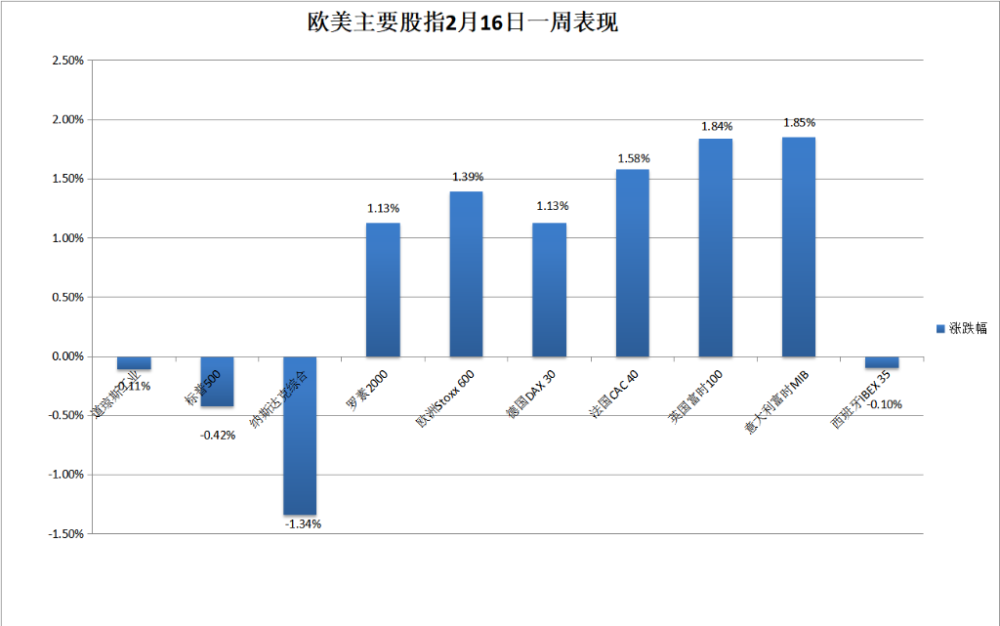 欧美主要股指2月16日一周表现
2.50%
2.00%
1.50%
1.00%
0.50%
0.00%
-0.50%
-1.00%
-1.50%
-0.11%
-0.42%
-1.34%
1.13%
1.39%
1.13%
1.58%
1.84%
1.85%
-0.10%
道琼斯工业
标普500
纳斯达克综合
罗素2000
欧洲Stoxx 600
德国DAX 30
法国CAC 40
英国富时100
意大利富时MIB
西班牙IBEX 35
涨跌幅